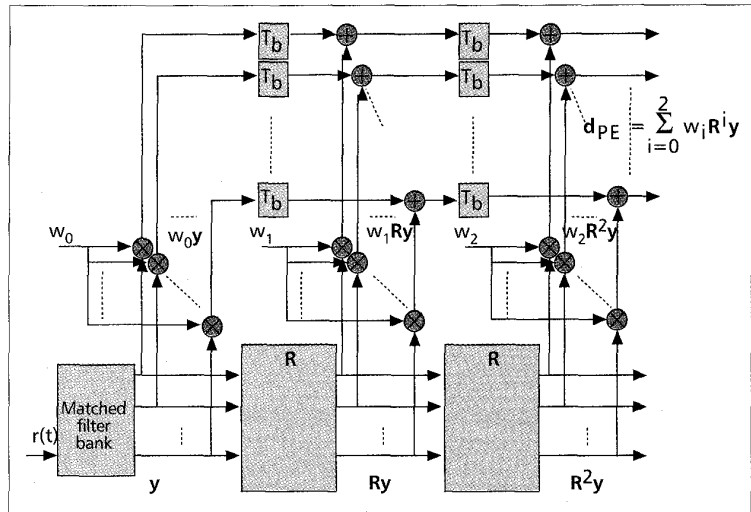 T_b T_b
T_b T_b
d_PE = \sum_{i=0}^{2} w_i R^i y
T_b T_b
w_0 w_0y w_1 w_1Ry w_2 w_2R^2y
R R
Matched
filter
bank
r(t)
y Ry R^2y